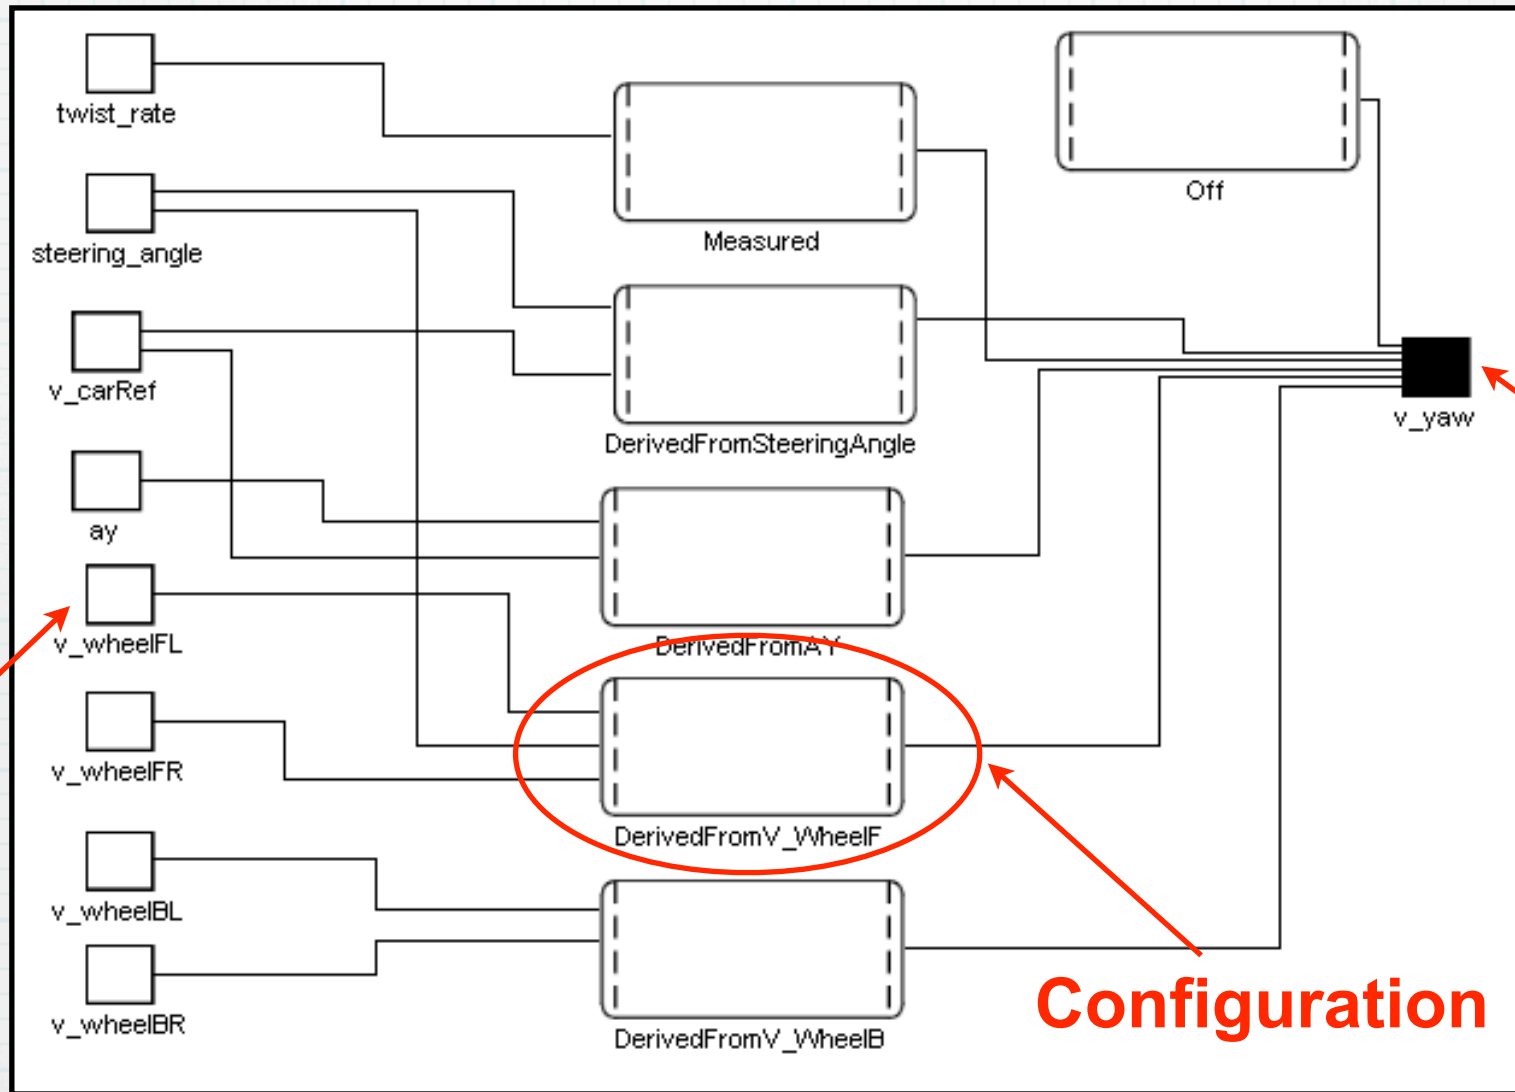 twist_rate
Off
Measured
steering_angle
v_carRef
v_yaw
DerivedFromSteeringAngle
ay
v_wheelFL
DerivedFromAY
v_wheelFR
DerivedFromV_WheelF
v_wheelBL
v_wheelBR
DerivedFromV_WheelB
Configuration